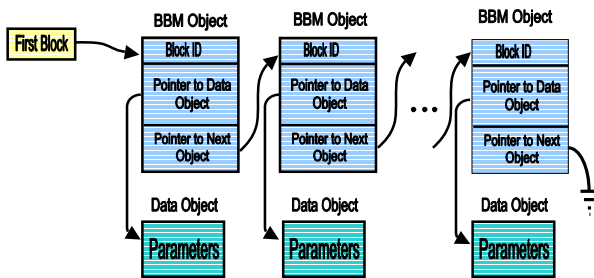 BBM Object
BBM Object
BBM Object
First Block
Block ID
Block ID
Block ID
Pointer to Data
Object
Pointer to Data
Object
Pointer to Data
Object
...
Pointer to Next
Object
Pointer to Next
Object
Pointer to Next
Object
Data Object
Data Object
Data Object
Parameters
Parameters
Parameters